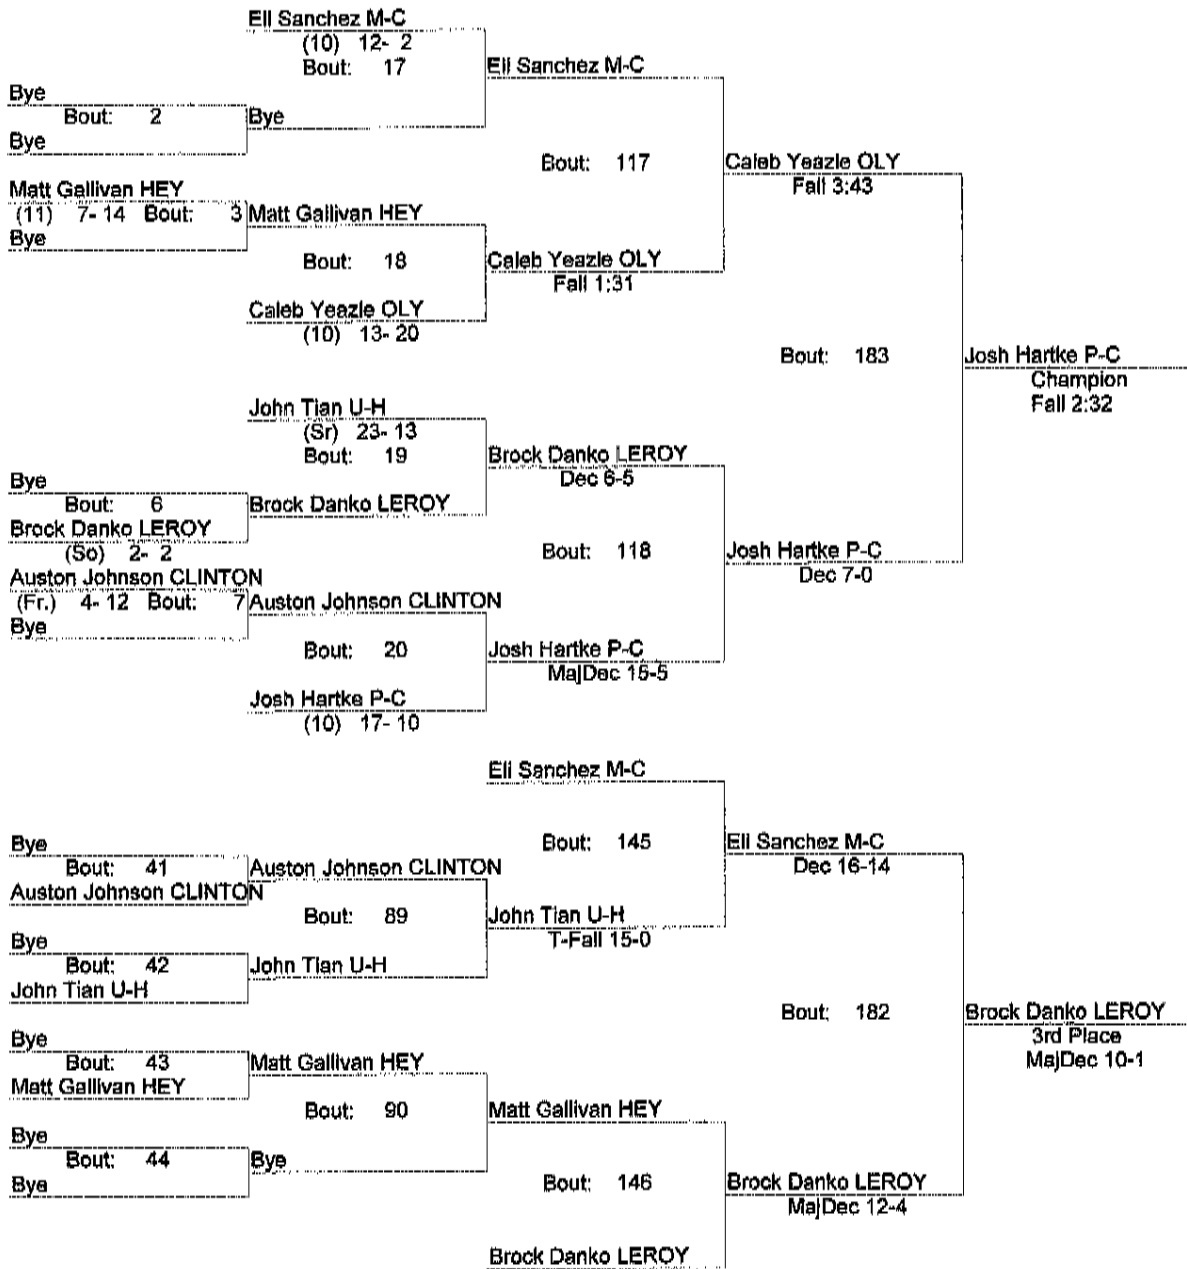 Eli Sanchez M-C
(10) 12- 2
Bout: 17
Eli Sanchez M-C
Bye
Bout: 2
Bye
Bye
Bout: 117
Caleb Yeazle OLY
Fall 3:43
Matt Gallivan HEY
(11) 7- 14 Bout: 3
Matt Gallivan HEY
Bye
Bout: 18
Caleb Yeazle OLY
Fall 1:31
Caleb Yeazle OLY
(10) 13- 20
Bout: 183
Josh Hartke P-C
Champion
Fall 2:32
John Tian U-H
(Sr) 23- 13
Bout: 19
Brock Danko LEROY
Dec 6-5
Bye
Bout: 6
Brock Danko LEROY
Brock Danko LEROY
(So) 2- 2
Bout: 118
Josh Hartke P-C
Dec 7-0
Auston Johnson CLINTON
(Fr.) 4- 12 Bout: 7
Auston Johnson CLINTON
Bye
Bout: 20
Josh Hartke P-C
MajDec 15-5
Josh Hartke P-C
(10) 17- 10
Eli Sanchez M-C
Bout: 145
Eli Sanchez M-C
Dec 16-14
Bye
Bout: 41
Auston Johnson CLINTON
Auston Johnson CLINTON
Bout: 89
John Tian U-H
T-Fall 15-0
Bye
Bout: 42
John Tian U-H
John Tian U-H
Bout: 182
Brock Danko LEROY
3rd Place
MajDec 10-1
Bye
Bout: 43
Matt Gallivan HEY
Matt Gallivan HEY
Bout: 90
Matt Gallivan HEY
Bye
Bout: 44
Bye
Bye
Bout: 146
Brock Danko LEROY
MajDec 12-4
Brock Danko LEROY